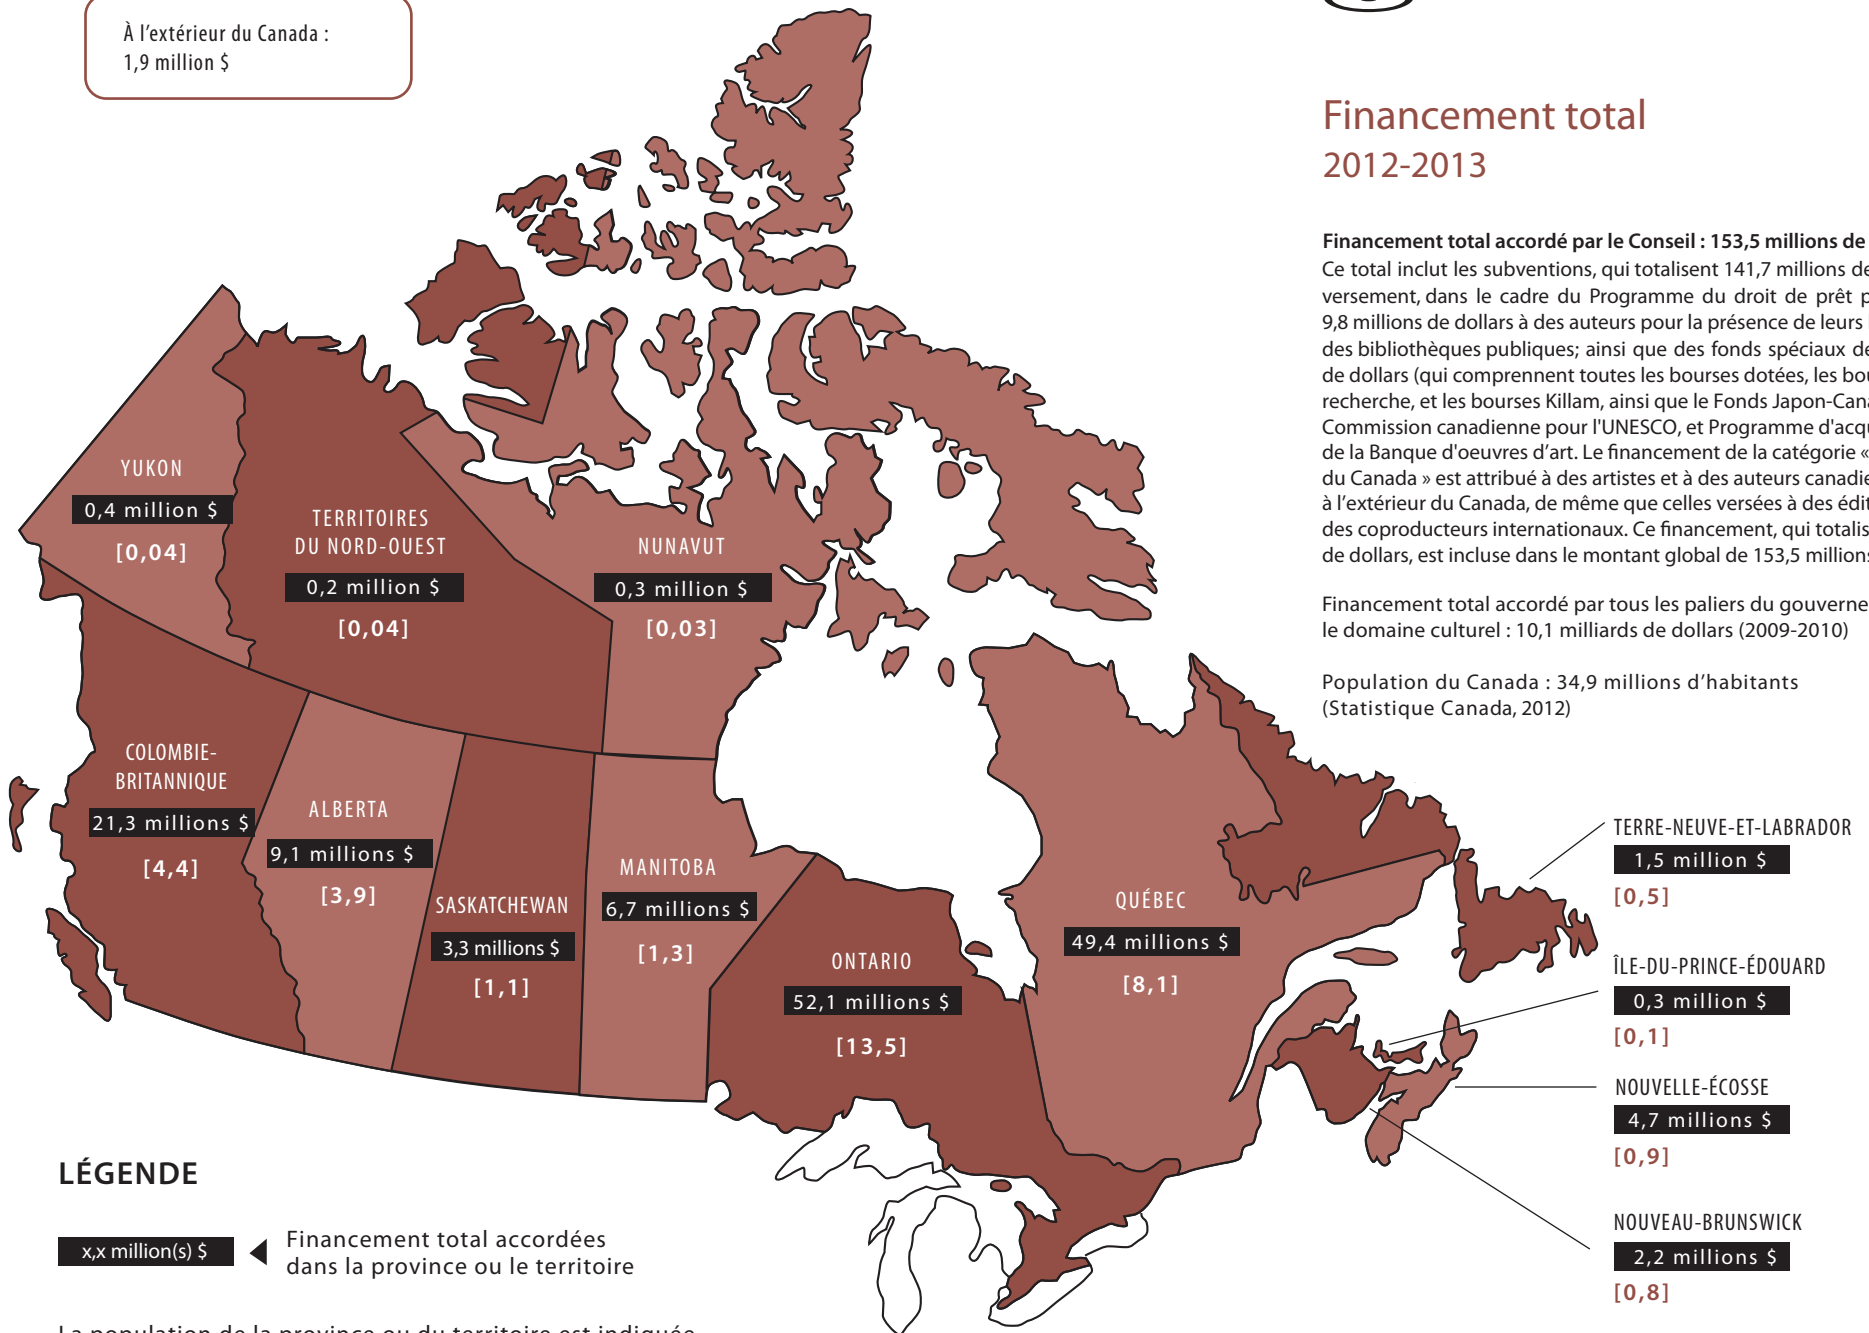 À l'extérieur du Canada :
1,9 million $
Financement total
2012-2013
Financement total accordé par le Conseil : 153,5 millions de
Ce total inclut les subventions, qui totalisent 141,7 millions de
versement, dans le cadre du Programme du droit de prêt
9,8 millions de dollars à des auteurs pour la présence de leurs
des bibliothèques publiques; ainsi que des fonds spéciaux de
de dollars (qui comprennent toutes les bourses dotées, les
recherche, et les bourses Killam, ainsi que le Fonds
Commission canadienne pour l'UNESCO, et Programme
de la Banque d'oeuvres d'art. Le financement de la catégorie «
du Canada » est attribué à des artistes et à des auteurs
à l'extérieur du Canada, de même que celles versées à des
des coproducteurs internationaux. Ce financement, qui
de dollars, est incluse dans le montant global de 153,5 millions
Financement total accordé par tous les paliers du
le domaine culturel : 10,1 milliards de dollars (2009-2010)
Population du Canada : 34,9 millions d'habitants
(Statistique Canada, 2012)
YUKON
0,4 million $
[0,04]
TERRITOIRES
DU NORD-OUEST
0,2 million $
[0,04]
NUNAVUT
0,3 million $
[0,03]
COLOMBIE-
BRITANNIQUE
21,3 millions $
[4,4]
ALBERTA
9,1 millions $
[3,9]
SASKATCHEWAN
3,3 millions $
[1,1]
MANITOBA
6,7 millions $
[1,3]
ONTARIO
52,1 millions $
[13,5]
QUÉBEC
49,4 millions $
[8,1]
TERRE-NEUVE-ET-LABRADOR
1,5 million $
[0,5]
ÎLE-DU-PRINCE-ÉDOUARD
0,3 million $
[0,1]
NOUVELLE-ÉCOSSE
4,7 millions $
[0,9]
NOUVEAU-BRUNSWICK
2,2 millions $
[0,8]
LÉGENDE
x,x million(s) $
Financement total accordées
dans la province ou le territoire
La population de la province ou du territoire est indiquée